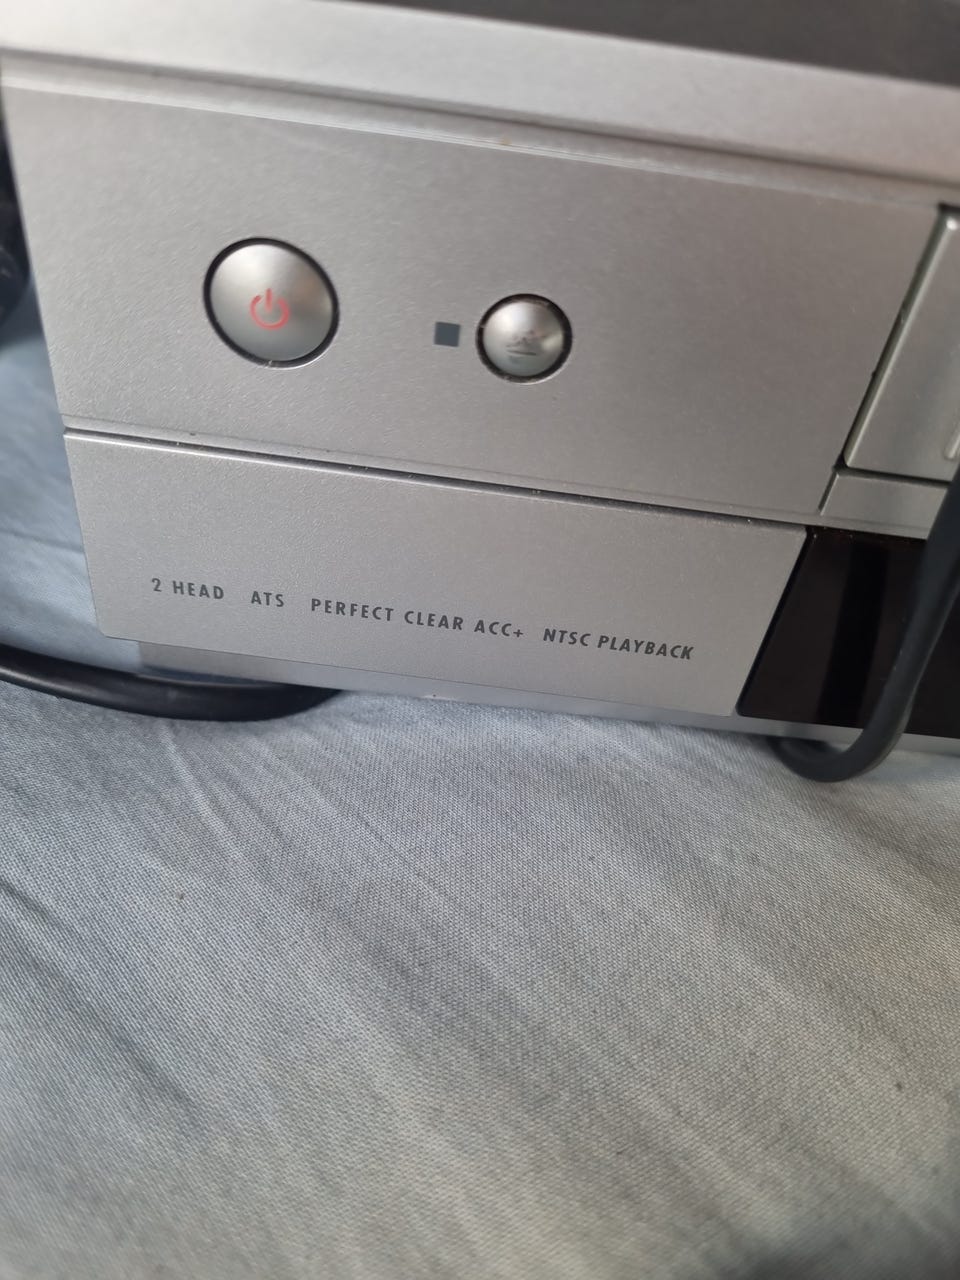 2 HEAD ATS PERFECT CLEAR ACC+ NTSC PLAYBACK